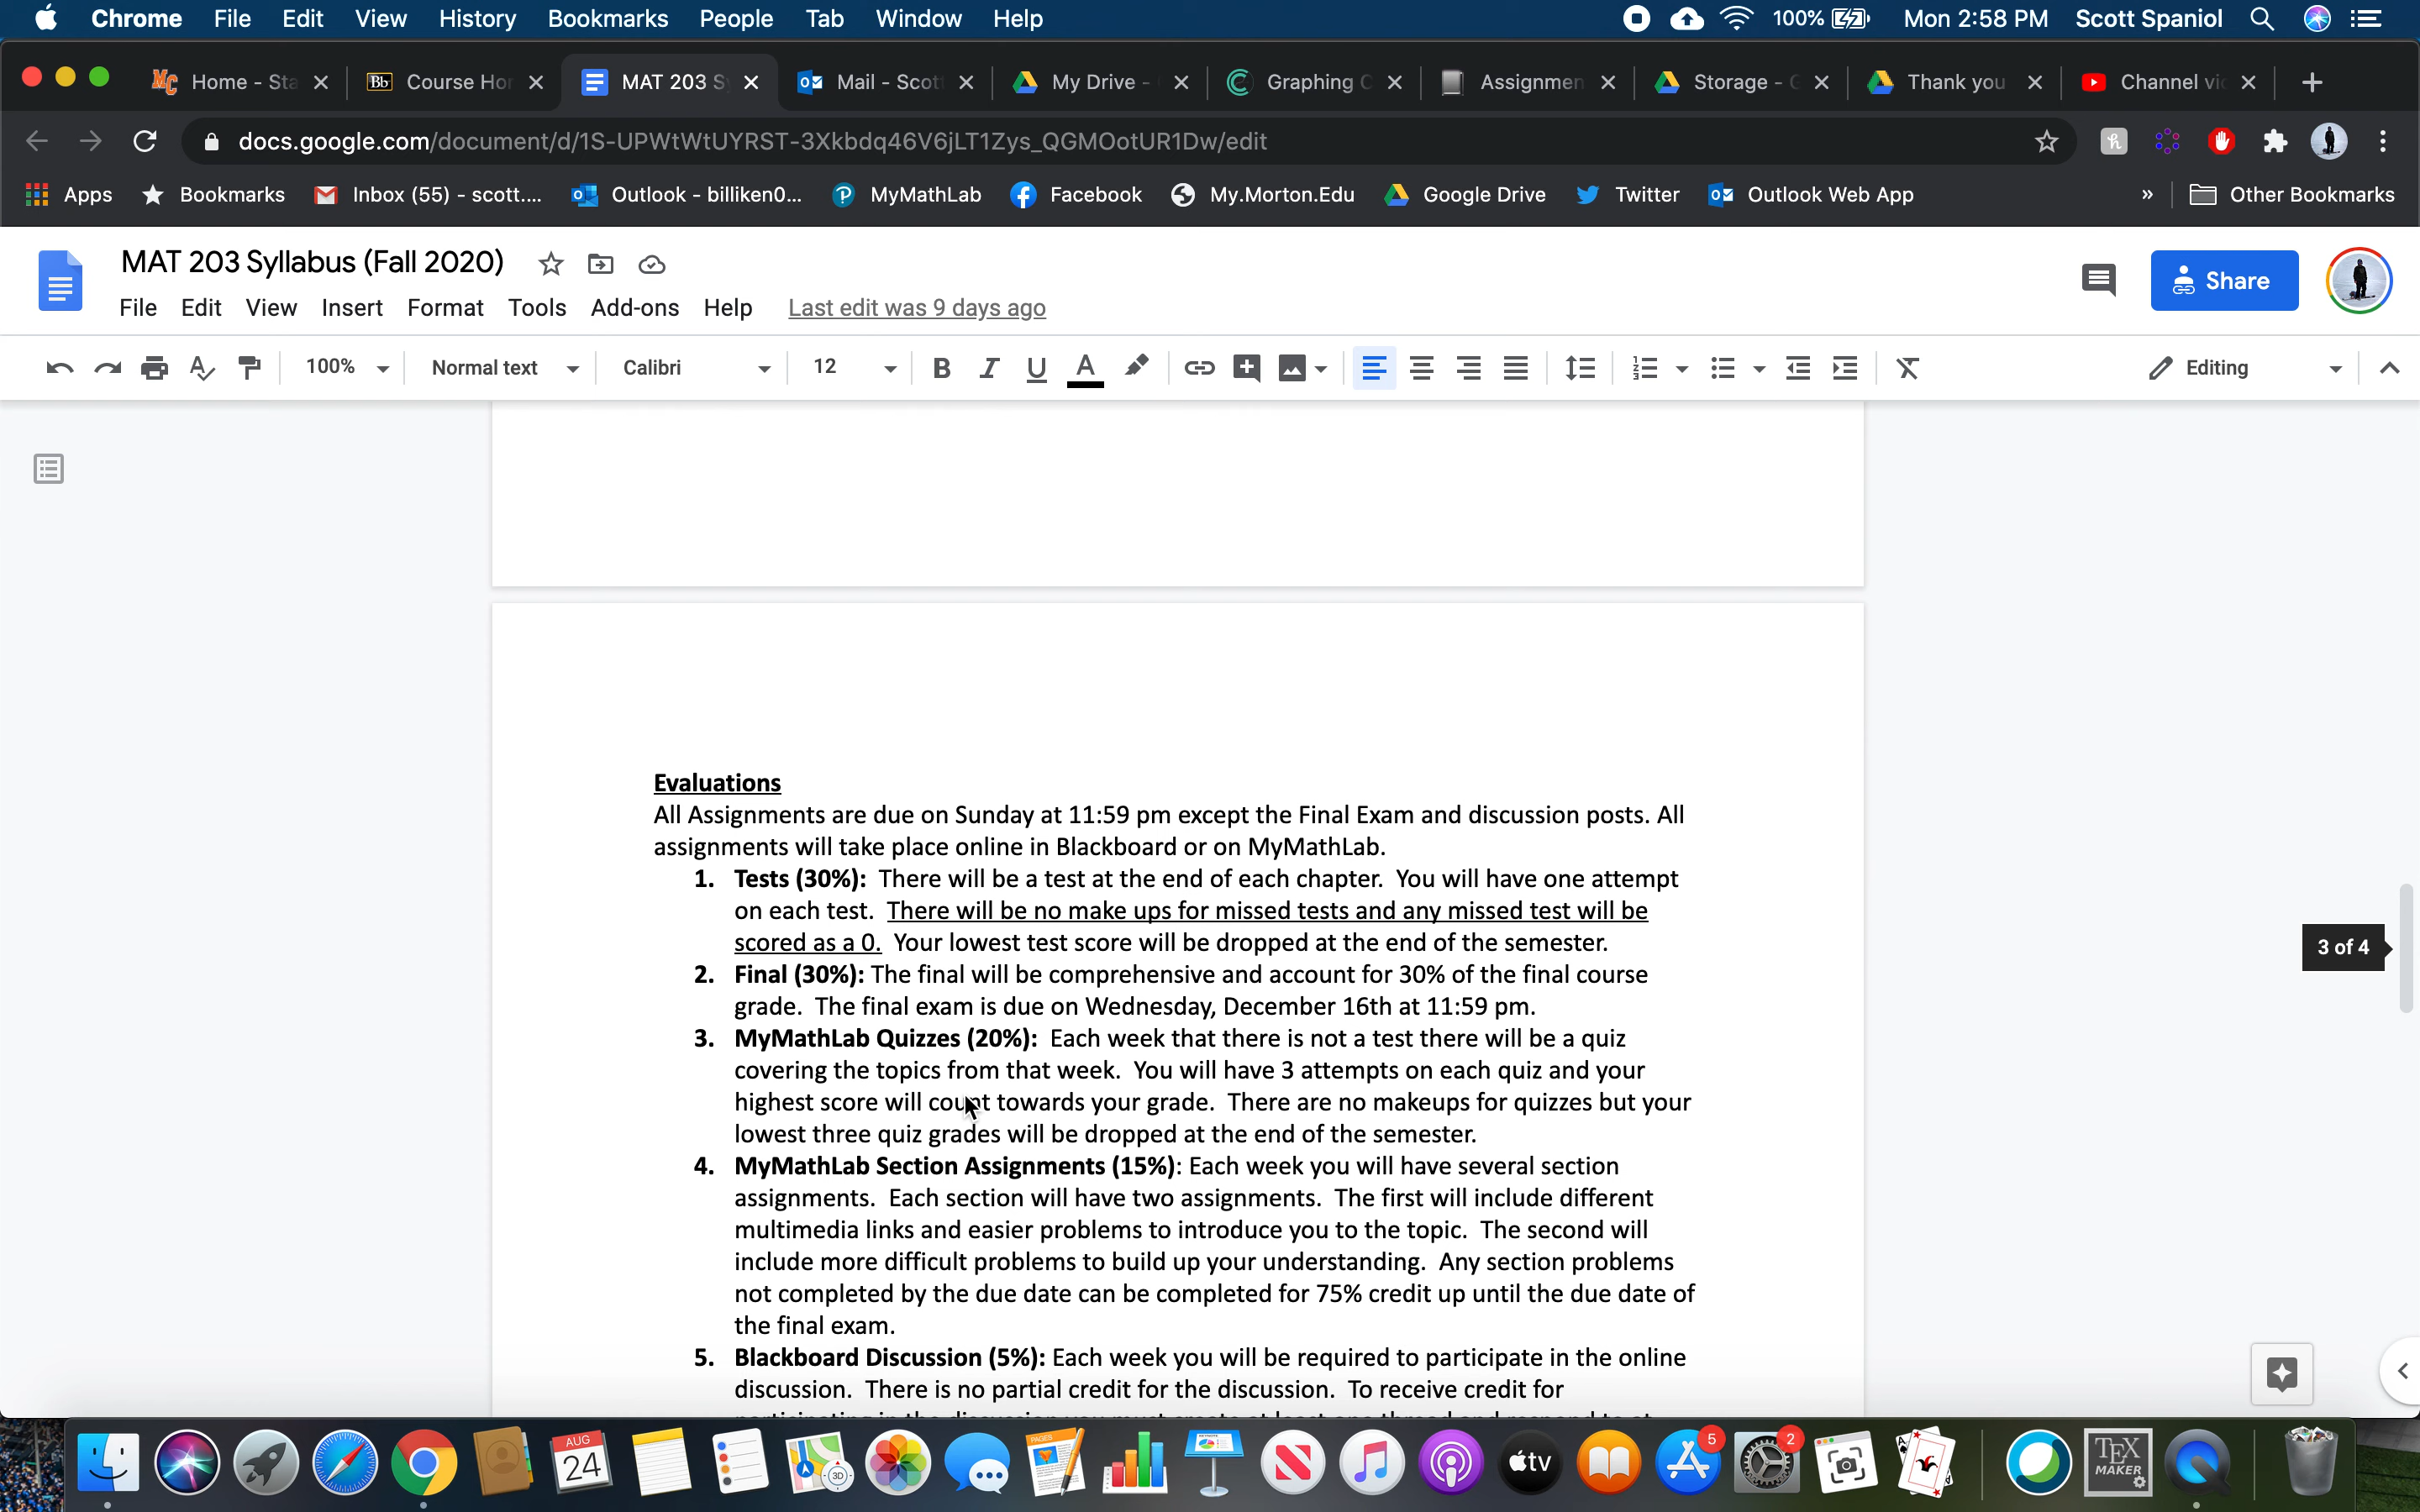 Chrome File Edit View History Bookmarks People Tab Window Help 100% Mon 2:58 PM Scott Spaniol
Home - Sta Bb Course Hor MAT 203 S Mail - Scot My Drive - Graphing C Assignmen Storage - G Thank you Channel vi
docs.google.com/document/d/1S-UPWtWtUYRST-3Xkbdq46V6jLT1Zys_QGMOotUR1Dw/edit
Apps Bookmarks Inbox (55) - scott.... Outlook - billiken0... MyMathLab Facebook My.Morton.Edu Google Drive Twitter Outlook Web App » Other Bookmarks
MAT 203 Syllabus (Fall 2020)
Share
File Edit View Insert Format Tools Add-ons Help Last edit was 9 days ago
100% Normal text Calibri 12 B I U A Editing
Evaluations
All Assignments are due on Sunday at 11:59 pm except the Final Exam and discussion posts. All
assignments will take place online in Blackboard or on MyMathLab.
1. Tests (30%): There will be a test at the end of each chapter. You will have one attempt
on each test. There will be no make ups for missed tests and any missed test will be
scored as a 0. Your lowest test score will be dropped at the end of the semester.
3 of 4
2. Final (30%): The final will be comprehensive and account for 30% of the final course
grade. The final exam is due on Wednesday, December 16th at 11:59 pm.
3. MyMathLab Quizzes (20%): Each week that there is not a test there will be a quiz
covering the topics from that week. You will have 3 attempts on each quiz and your
highest score will count towards your grade. There are no makeups for quizzes but your
lowest three quiz grades will be dropped at the end of the semester.
4. MyMathLab Section Assignments (15%): Each week you will have several section
assignments. Each section will have two assignments. The first will include different
multimedia links and easier problems to introduce you to the topic. The second will
include more difficult problems to build up your understanding. Any section problems
not completed by the due date can be completed for 75% credit up until the due date of
the final exam.
5. Blackboard Discussion (5%): Each week you will be required to participate in the online
discussion. There is no partial credit for the discussion. To receive credit for
AUG
24
PAGES
3D
tv
5
2
TEX
MAKER